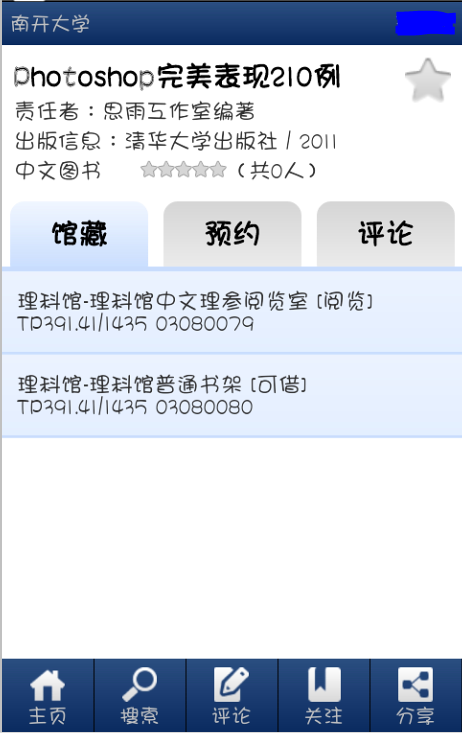 南开大学
Photoshop完美表现210例
责任者：思雨工作室编著
出版信息：清华大学出版社 / 2011
中文图书 （共0人）
馆藏 预约 评论
理科馆-理科馆中文理参阅览室 [阅览]
TP391.41/1435 03080079
理科馆-理科馆普通书架 [可借]
TP391.41/1435 03080080
主页 搜索 评论 关注 分享